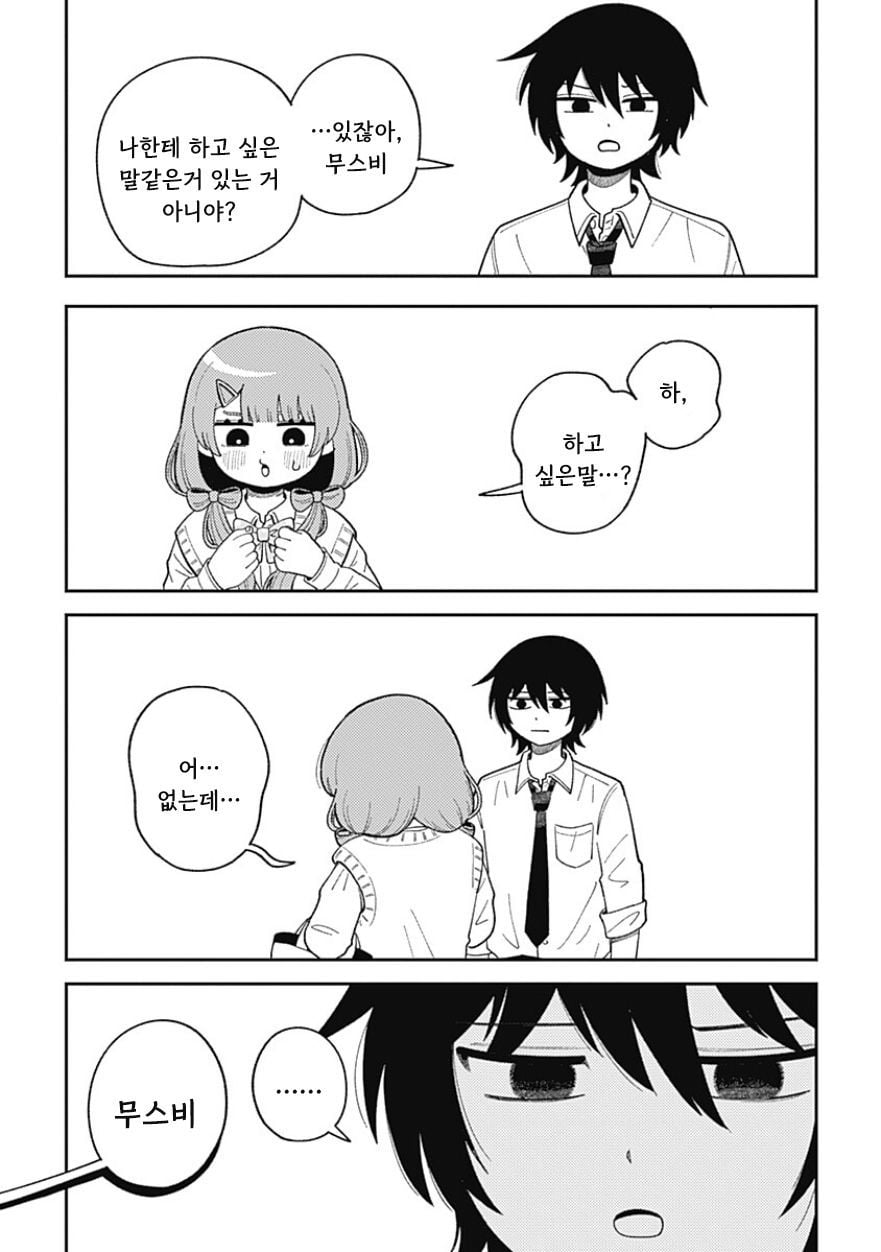 …있잖아,
무스비
나한테 하고 싶은
말같은거 있는 거
아니야?
하,
하고
싶은말…?
어…
없는데…
……
무스비